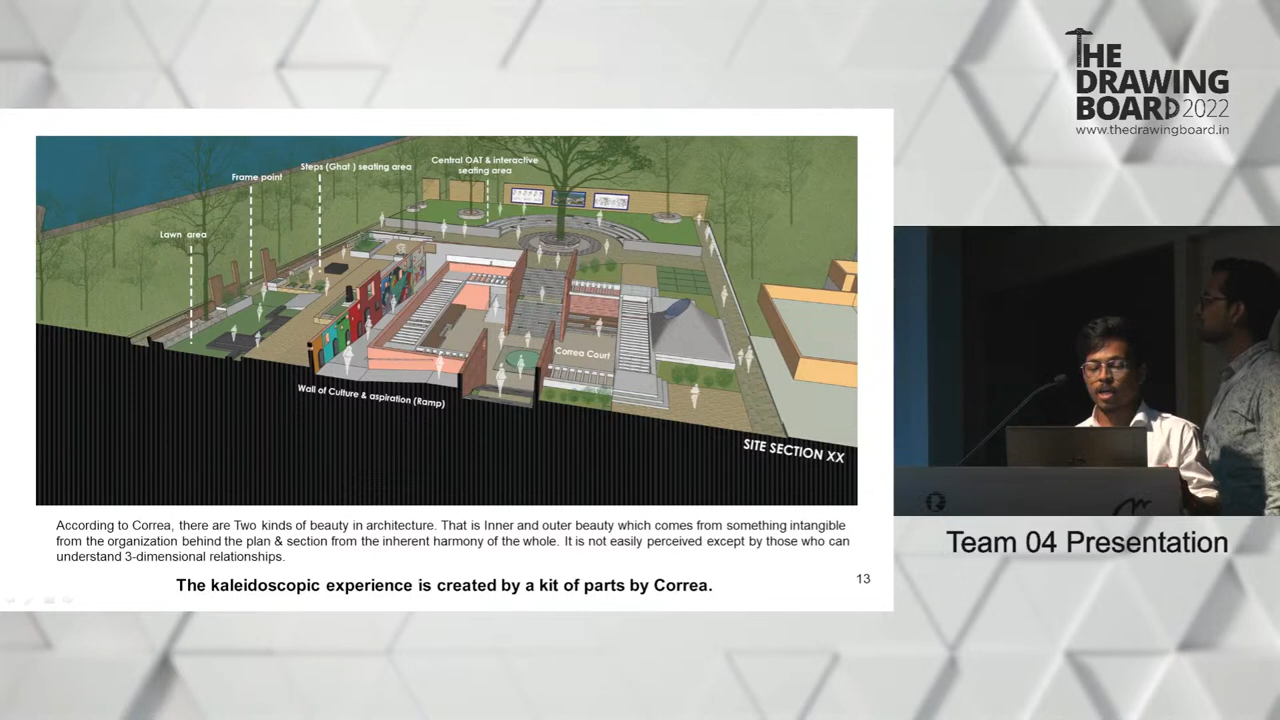 THE
DRAWING
BOARD 2022
www.thedrawingboard.in
Steps (Ghat ) seating area
Central OAT & interactive
seating area
Frame point
Lawn area
Correa Court
Wall of Culture & aspiration (Ramp)
SITE SECTION XX
According to Correa, there are Two kinds of beauty in architecture. That is Inner and outer beauty which comes from something intangible
from the organization behind the plan & section from the inherent harmony of the whole. It is not easily perceived except by those who can
understand 3-dimensional relationships.
The kaleidoscopic experience is created by a kit of parts by Correa.
13
Team 04 Presentation